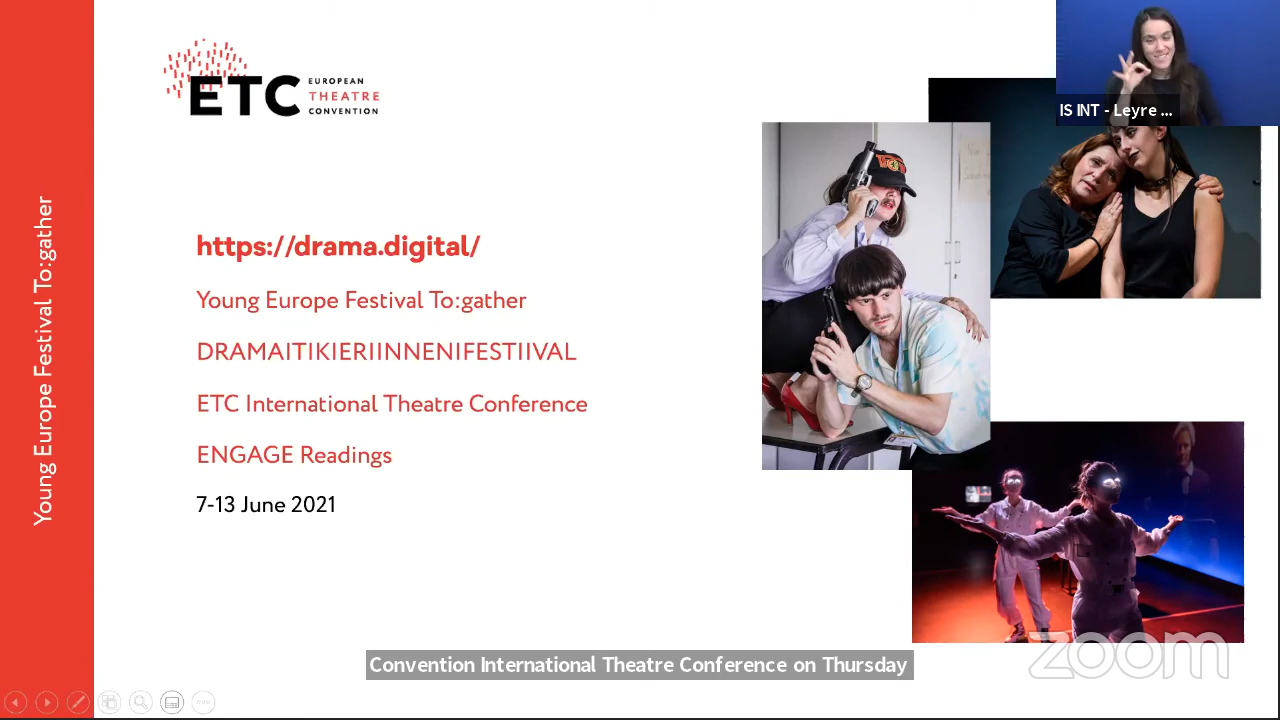 Young Europe Festival To:gather
ETC
EUROPEAN
THEATRE
CONVENTION
https://drama.digital/
Young Europe Festival To:gather
DRAMAITIKIERIINNENIFESTIIVAL
ETC International Theatre Conference
ENGAGE Readings
7-13 June 2021
IS INT - Leyre ...
Convention International Theatre Conference on Thursday
zoom